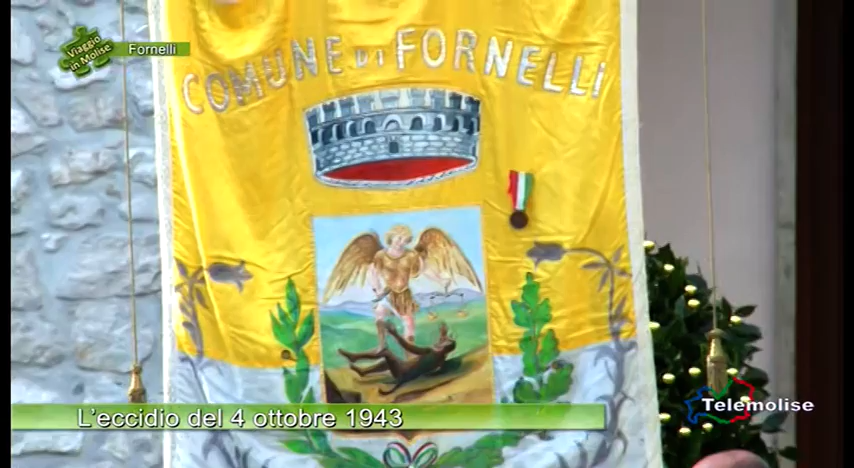 Viaggio
in Molise
Fornelli
COMUNE DI FORNELLI
L'eccidio del 4 ottobre 1943
Telemolise